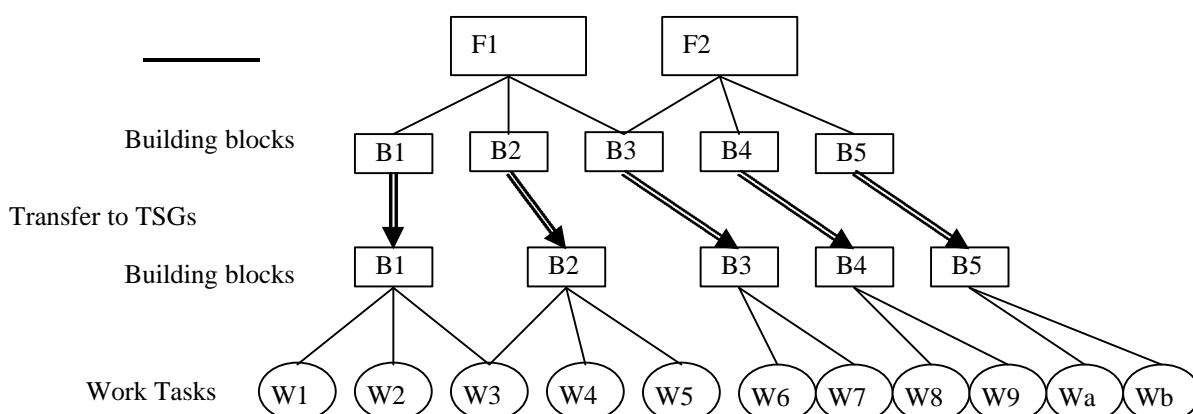 F1 F2
Building blocks B1 B2 B3 B4 B5
Transfer to TSGs
Building blocks B1 B2 B3 B4 B5
Work Tasks W1 W2 W3 W4 W5 W6 W7 W8 W9 Wa Wb